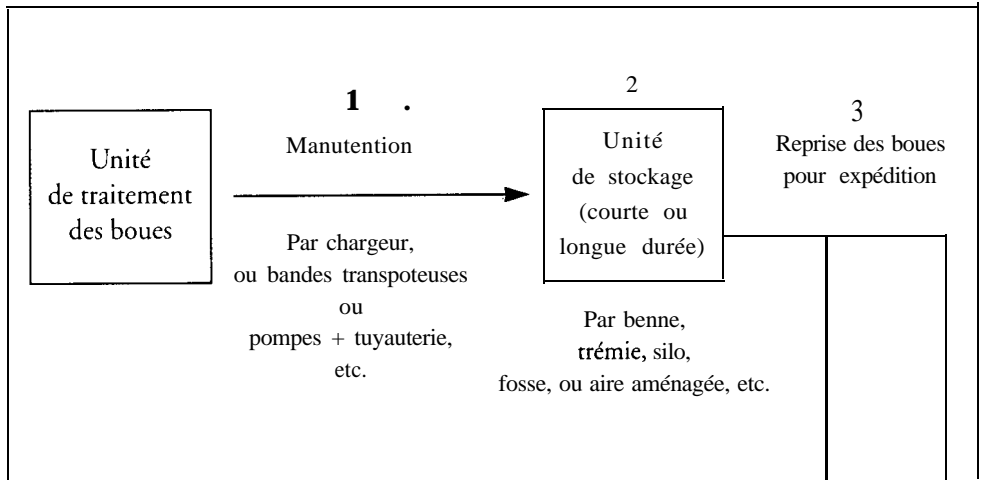 Unité
de traitement
des boues
1 .
Manutention
Par chargeur,
ou bandes transpoteuses
ou
pompes + tuyauterie,
etc.
2
Unité
de stockage
(courte ou
longue durée)
Par benne,
trémie, silo,
fosse, ou aire aménagée, etc.
3
Reprise des boues
pour expédition